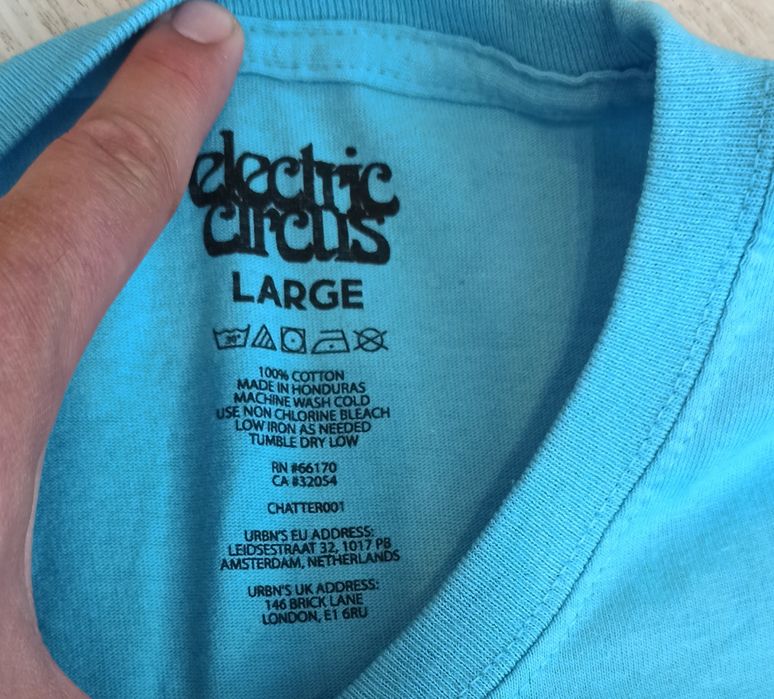 electric
circus
LARGE
30°
100% COTTON
MADE IN HONDURAS
MACHINE WASH COLD
USE NON CHLORINE BLEACH
LOW IRON AS NEEDED
TUMBLE DRY LOW
RN #66170
CA #32054
CHATTER001
URBN'S EU ADDRESS:
LEIDSESTRAAT 32, 1017 PB
AMSTERDAM, NETHERLANDS
URBN'S UK ADDRESS:
146 BRICK LANE
LONDON, E1 6RU